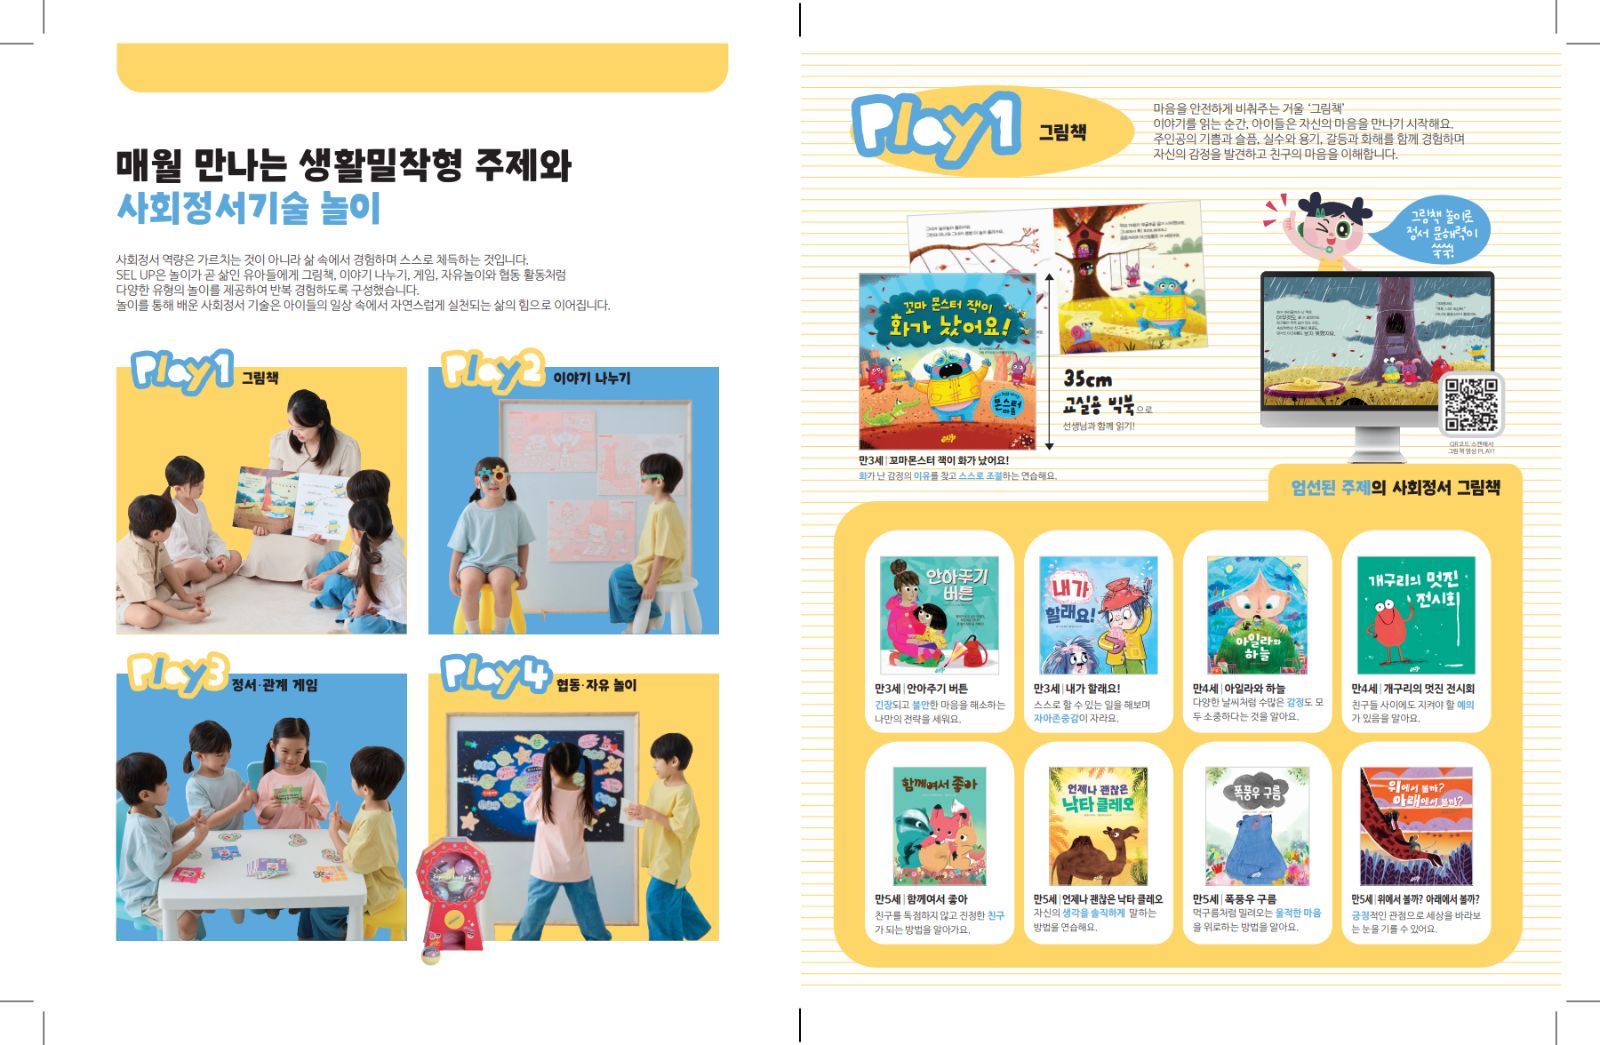 매월 만나는 생활밀착형 주제와
사회정서기술 놀이
사회정서 역량은 가르치는 것이 아니라 삶 속에서 경험하며 스스로 체득하는 것입니다.
SEL UP은 놀이가 곧 삶인 유아들에게 그림책, 이야기 나누기, 게임, 자유놀이와 협동 활동처럼
다양한 유형의 놀이를 제공하여 반복 경험하도록 구성했습니다.
놀이를 통해 배운 사회정서 기술은 아이들의 일상 속에서 자연스럽게 실천되는 삶의 힘으로 이어집니다.
Play1 그림책
Play2 이야기 나누기
Play3 정서·관계 게임
Play4 협동·자유 놀이
Play1 그림책
마음을 안전하게 비춰주는 거울 ‘그림책’
이야기를 읽는 순간, 아이들은 자신의 마음을 만나기 시작해요.
주인공의 기쁨과 슬픔, 실수와 용기, 갈등과 화해를 함께 경험하며
자신의 감정을 발견하고 친구의 마음을 이해합니다.
그림책 놀이로
정서 문해력이
쑥쑥!
꼬마 몬스터 잭이
화가 났어요!
몬스터
마음
35cm
교실용 빅북으로
선생님과 함께 읽기!
만3세 | 꼬마몬스터 잭이 화가 났어요!
화가 난 감정의 이유를 찾고 스스로 조절하는 연습해요.
QR코드 스캔해서
그림책 영상 PLAY!
엄선된 주제의 사회정서 그림책
안아주기
버튼
만3세 | 안아주기 버튼
긴장되고 불안한 마음을 해소하는
나만의 전략을 세워요.
내가
할래요!
만3세 | 내가 할래요!
스스로 할 수 있는 일을 해보며
자아존중감이 자라요.
아일라와
하늘
만4세 | 아일라와 하늘
다양한 날씨처럼 수많은 감정도 모
두 소중하다는 것을 알아요.
개구리의 멋진
전시회
만4세 | 개구리의 멋진 전시회
친구들 사이에도 지켜야 할 예의
가 있음을 알아요.
함께여서 좋아
만5세 | 함께여서 좋아
친구를 독점하지 않고 진정한 친구
가 되는 방법을 알아가요.
언제나 괜찮은
낙타 클레오
만5세 | 언제나 괜찮은 낙타 클레오
자신의 생각을 솔직하게 말하는
방법을 연습해요.
폭풍우 구름
만5세 | 폭풍우 구름
먹구름처럼 밀려오는 울적한 마음
을 위로하는 방법을 알아요.
위에서 볼까?
아래에서 볼까?
만5세 | 위에서 볼까? 아래에서 볼까?
긍정적인 관점으로 세상을 바라보
는 눈을 기를 수 있어요.